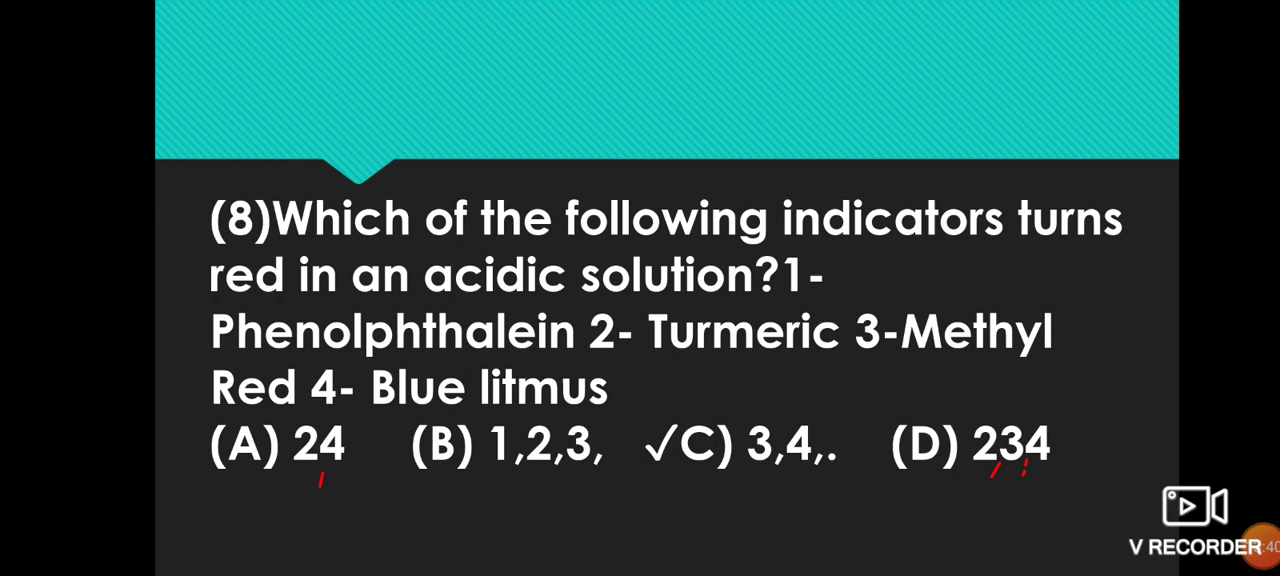 (8)Which of the following indicators turns
red in an acidic solution?1-
Phenolphthalein 2- Turmeric 3-Methyl
Red 4- Blue litmus
(A) 24 (B) 1,2,3, ✓C) 3,4,. (D) 234
V RECORDER
:40